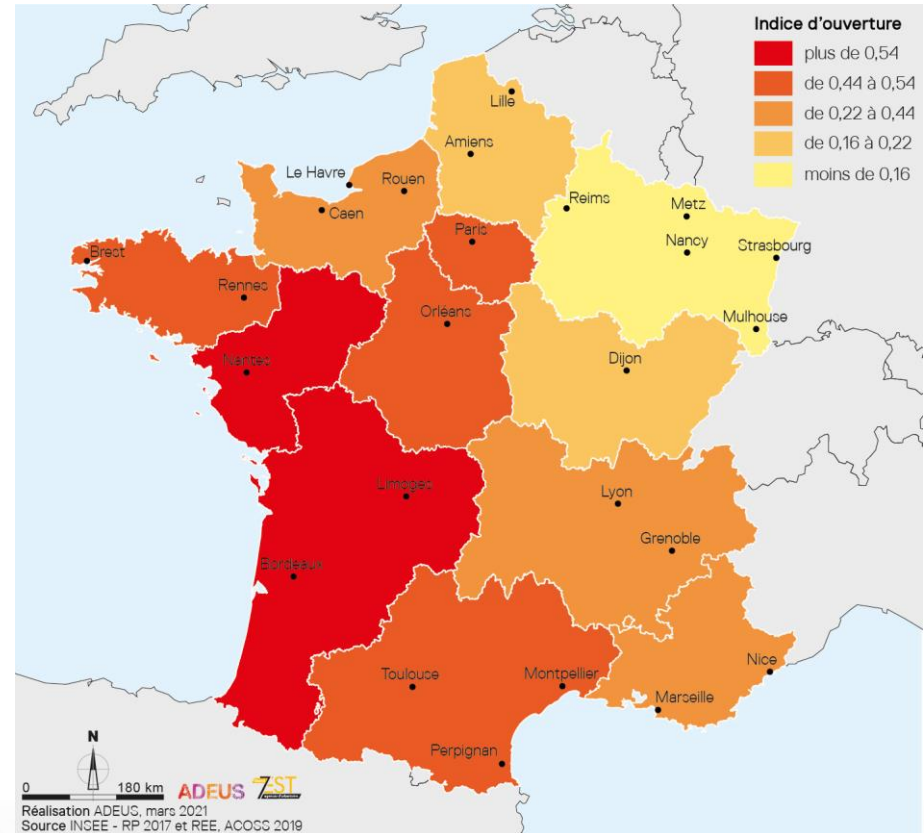 Indice d'ouverture
plus de 0,54
de 0,44 à 0,54
de 0,22 à 0,44
de 0,16 à 0,22
moins de 0,16
Lille
Amiens
Le Havre
Rouen
Caen
Reims
Metz
Paris
Nancy
Strasbourg
Brest
Rennes
Orléans
Mulhouse
Nantes
Dijon
Limoges
Lyon
Grenoble
Bordeaux
Nice
Toulouse
Montpellier
Marseille
Perpignan
N
0 180 km
ADEUS
Réalisation ADEUS, mars 2021
Source INSEE - RP 2017 et REE, ACOSS 2019